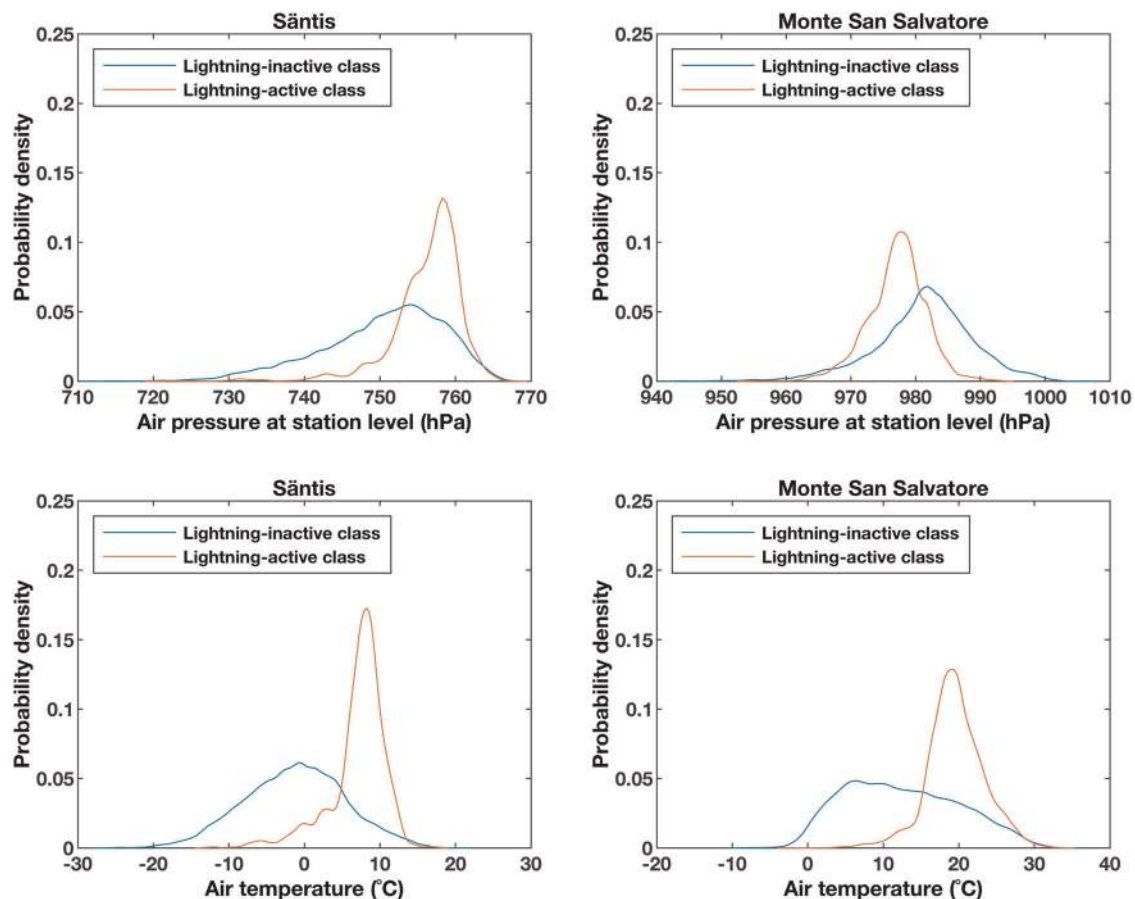 Säntis
0.25
Lightning-inactive class
Lightning-active class
0.2
0.15
0.1
0.05
0
Probability density
710 720 730 740 750 760 770
Air pressure at station level (hPa)
Monte San Salvatore
0.25
Lightning-inactive class
Lightning-active class
0.2
0.15
0.1
0.05
0
Probability density
940 950 960 970 980 990 1000 1010
Air pressure at station level (hPa)
Säntis
0.25
Lightning-inactive class
Lightning-active class
0.2
0.15
0.1
0.05
0
Probability density
-30 -20 -10 0 10 20 30
Air temperature (°C)
Monte San Salvatore
0.25
Lightning-inactive class
Lightning-active class
0.2
0.15
0.1
0.05
0
Probability density
-20 -10 0 10 20 30 40
Air temperature (°C)